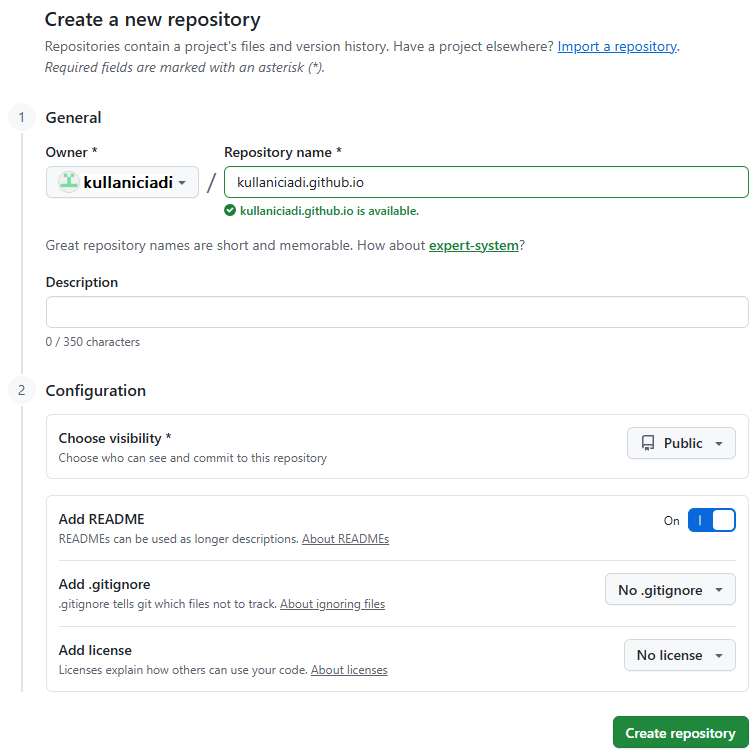 Create a new repository
Repositories contain a project's files and version history. Have a project elsewhere? Import a repository.
Required fields are marked with an asterisk (*).
1 General
Owner * Repository name *
kullaniciadi / kullaniciadi.github.io
kullaniciadi.github.io is available.
Great repository names are short and memorable. How about expert-system?
Description
0 / 350 characters
2 Configuration
Choose visibility *
Public
Choose who can see and commit to this repository
Add README
On
READMEs can be used as longer descriptions. About READMEs
Add .gitignore
No .gitignore
.gitignore tells git which files not to track. About ignoring files
Add license
No license
Licenses explain how others can use your code. About licenses
Create repository